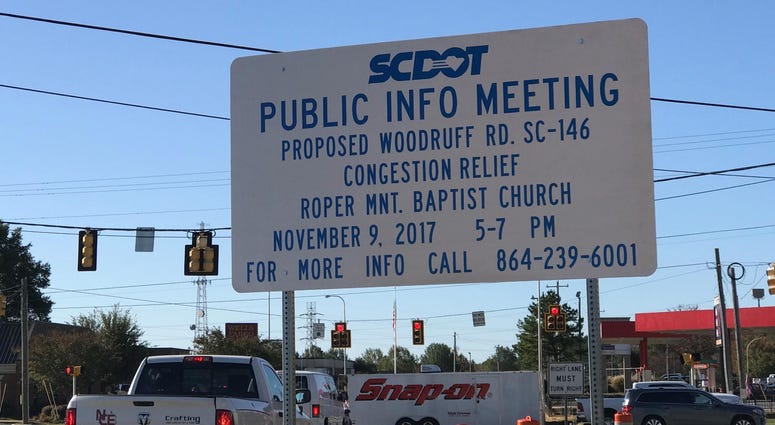 SCDOT
PUBLIC INFO MEETING
PROPOSED WOODRUFF RD. SC-146
CONGESTION RELIEF
ROPER MNT. BAPTIST CHURCH
NOVEMBER 9, 2017 5-7 PM
FOR MORE INFO CALL 864-239-6001
Snap-on
RIGHT LANE
MUST
TURN RIGHT
NCE
Crafting